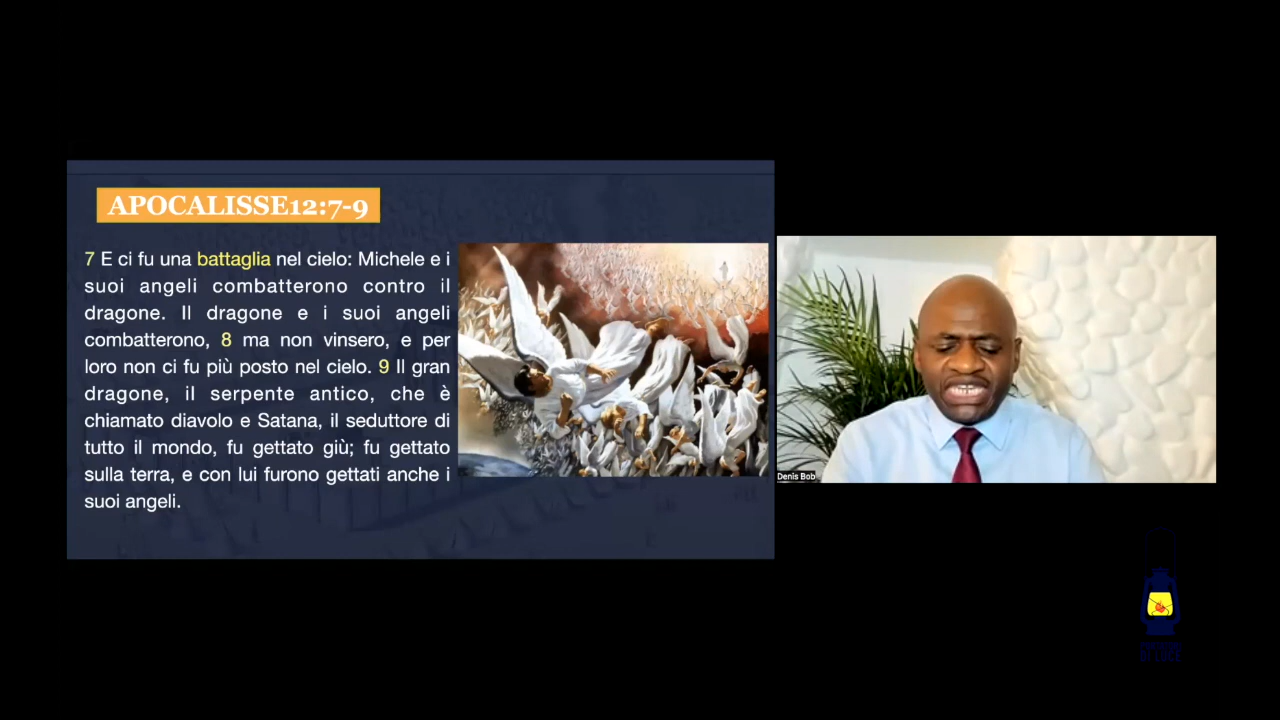 APOCALISSE12:7-9
7 E ci fu una battaglia nel cielo: Michele e i
suoi angeli combatterono contro il
dragone. Il dragone e i suoi angeli
combatterono, 8 ma non vinsero, e per
loro non ci fu più posto nel cielo. 9 Il gran
dragone, il serpente antico, che è
chiamato diavolo e Satana, il seduttore di
tutto il mondo, fu gettato giù; fu gettato
sulla terra, e con lui furono gettati anche i
suoi angeli.
Denis Bob
DI LUCE